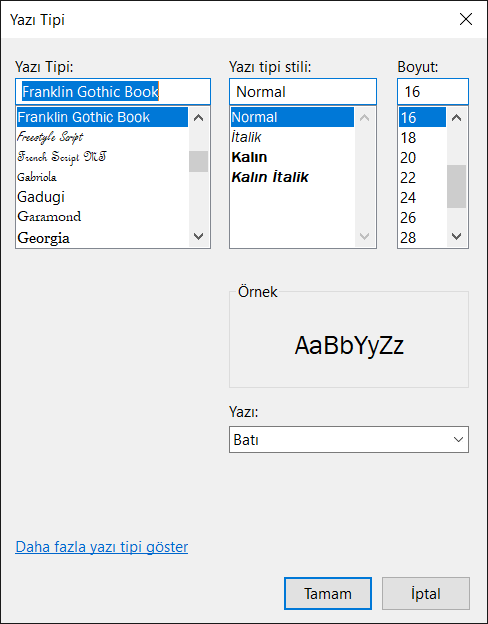 Yazı Tipi
Yazı Tipi:
Franklin Gothic Book
Franklin Gothic Book
Freestyle Script
French Script MT
Gabriola
Gadugi
Garamond
Georgia
Yazı tipi stili:
Normal
Normal
İtalik
Kalın
Kalın İtalik
Boyut:
16
16
18
20
22
24
26
28
Örnek
AaBbYyZz
Yazı:
Batı
Daha fazla yazı tipi göster
Tamam
İptal